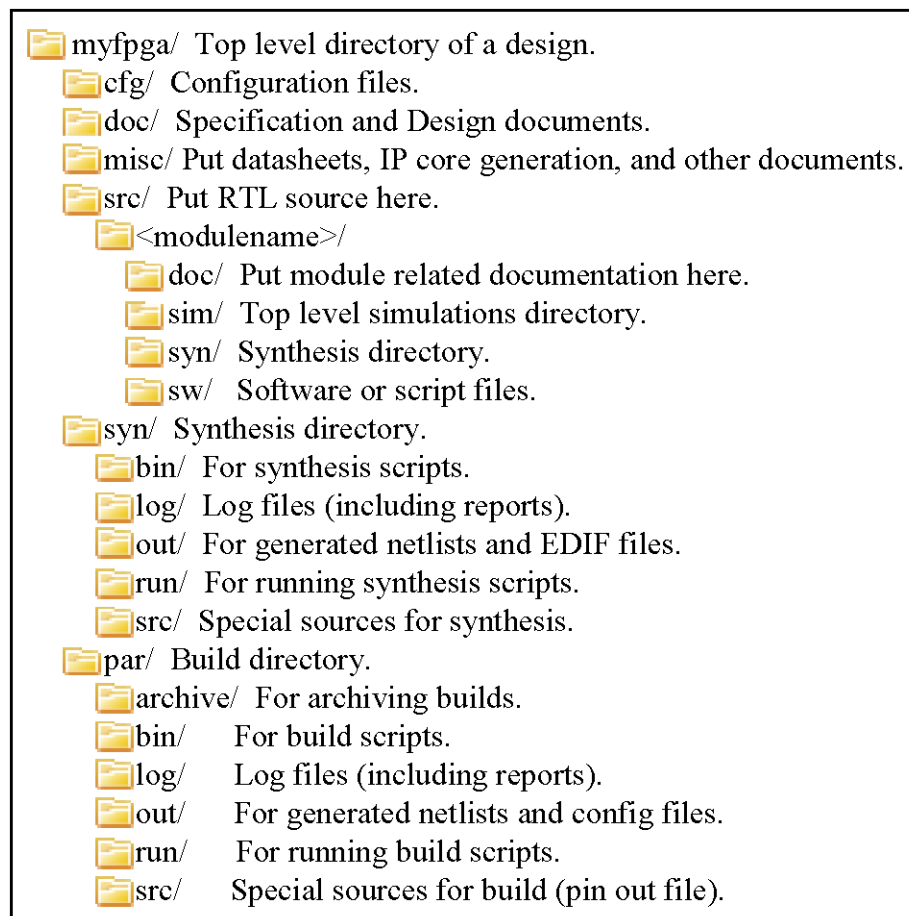 myfpga/ Top level directory of a design.
cfg/ Configuration files.
doc/ Specification and Design documents.
misc/ Put datasheets, IP core generation, and other documents.
src/ Put RTL source here.
<modulename>/
doc/ Put module related documentation here.
sim/ Top level simulations directory.
syn/ Synthesis directory.
sw/ Software or script files.
syn/ Synthesis directory.
bin/ For synthesis scripts.
log/ Log files (including reports).
out/ For generated netlists and EDIF files.
run/ For running synthesis scripts.
src/ Special sources for synthesis.
par/ Build directory.
archive/ For archiving builds.
bin/ For build scripts.
log/ Log files (including reports).
out/ For generated netlists and config files.
run/ For running build scripts.
src/ Special sources for build (pin out file).